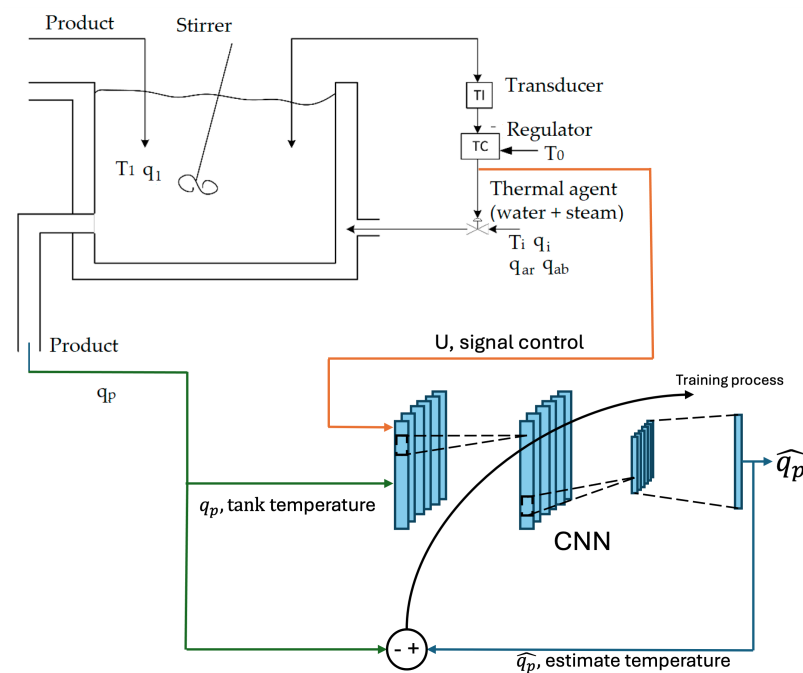 Product
Stirrer
TI
Transducer
-
Regulator
TC
T0
T1 q1
Thermal agent
(water + steam)
Ti qi
qar qab
Product
U, signal control
qp
Training process
qp, tank temperature
q̂p
CNN
- +
q̂p, estimate temperature